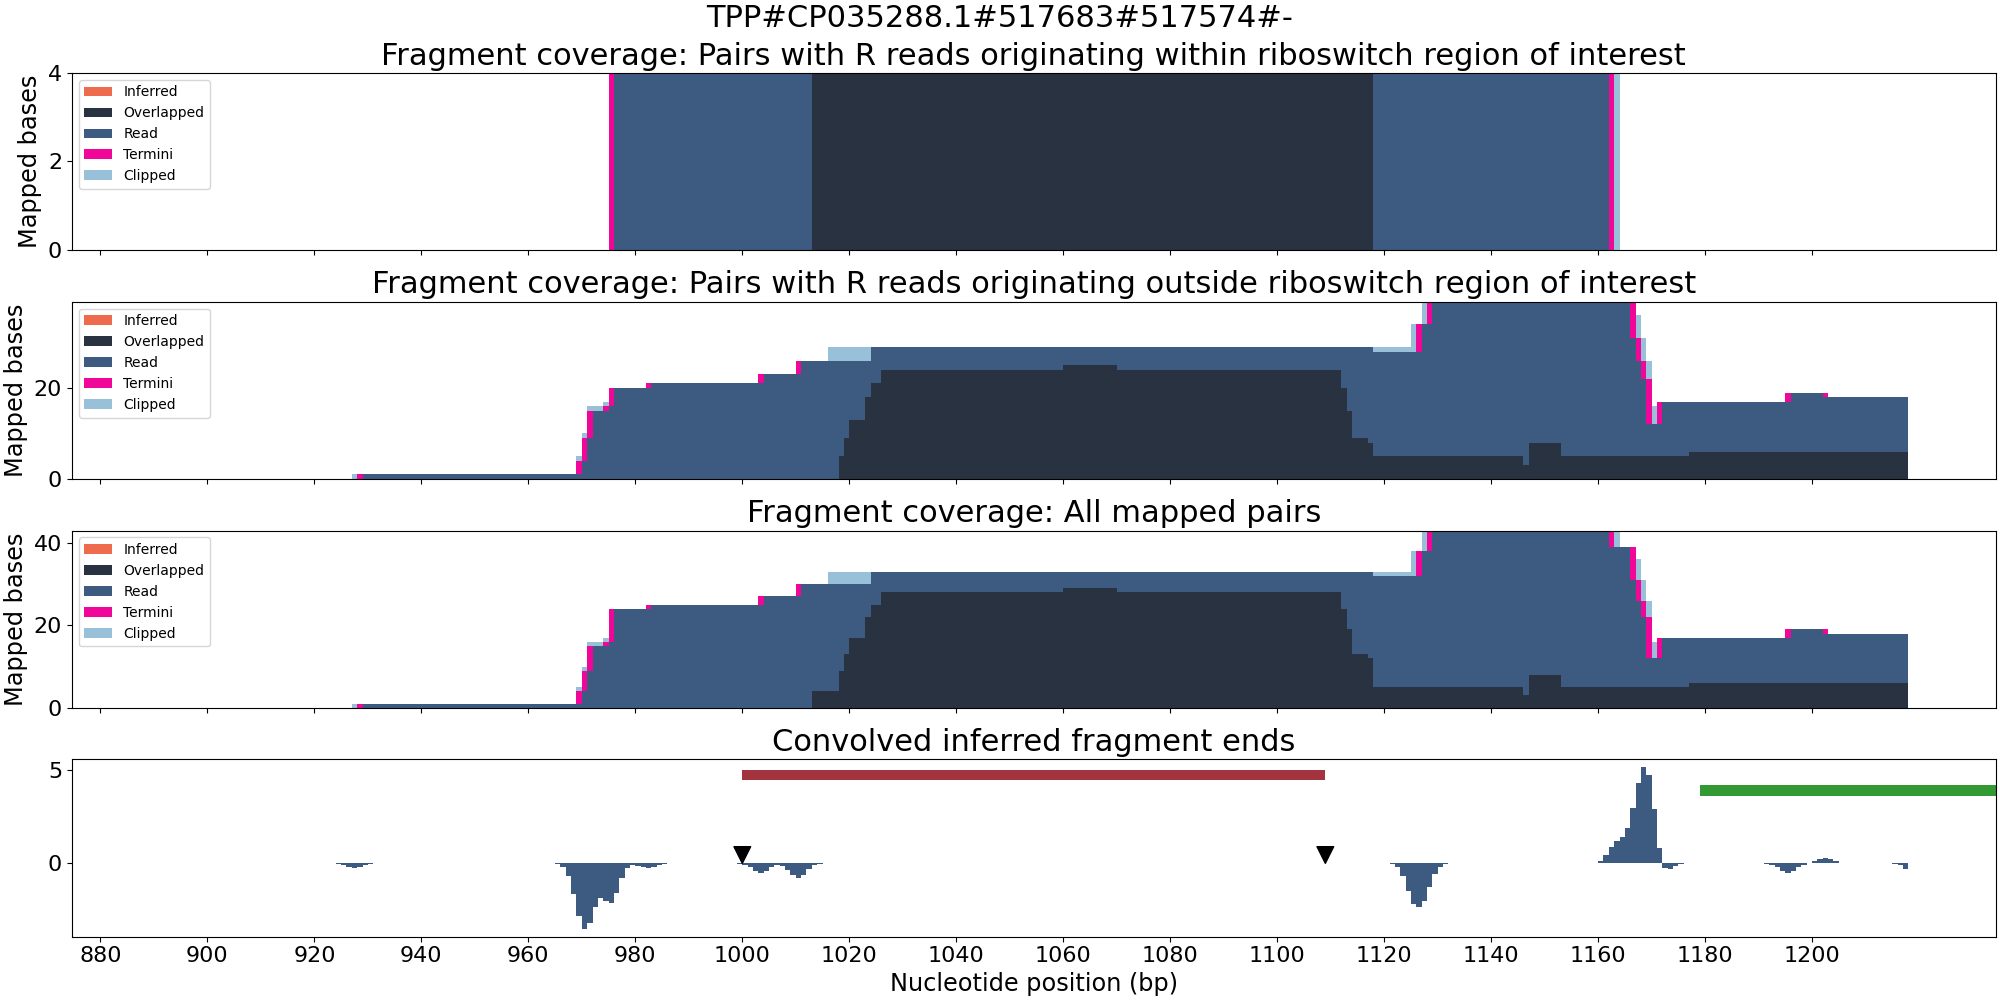 TPP#CP035288.1#517683#517574#-
Fragment coverage: Pairs with R reads originating within riboswitch region of interest
Mapped bases
4
2
0
Inferred
Overlapped
Read
Termini
Clipped
Fragment coverage: Pairs with R reads originating outside riboswitch region of interest
Mapped bases
20
0
Inferred
Overlapped
Read
Termini
Clipped
Fragment coverage: All mapped pairs
Mapped bases
40
20
0
Inferred
Overlapped
Read
Termini
Clipped
Convolved inferred fragment ends
5
0
880 900 920 940 960 980 1000 1020 1040 1060 1080 1100 1120 1140 1160 1180 1200
Nucleotide position (bp)